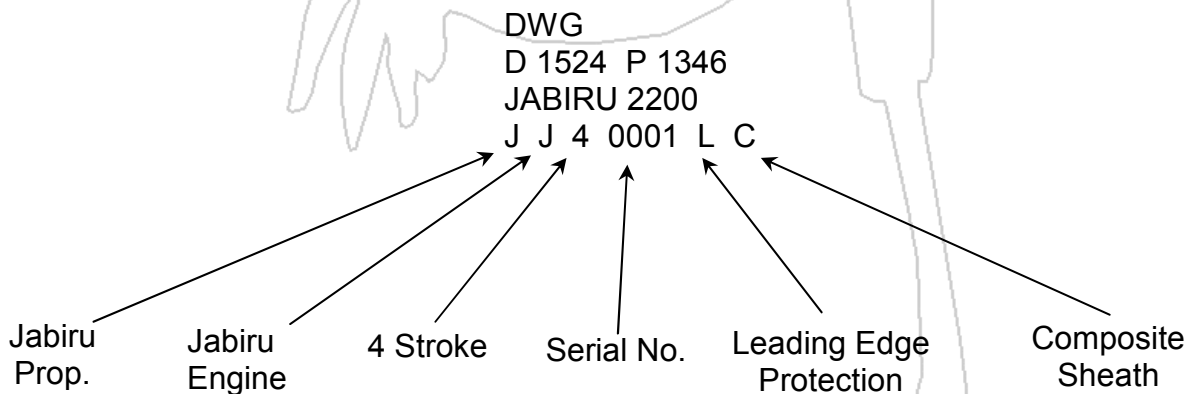 DWG
D 1524 P 1346
JABIRU 2200
J J 4 0001 L C
Jabiru Prop.
Jabiru Engine
4 Stroke
Serial No.
Leading Edge Protection
Composite Sheath